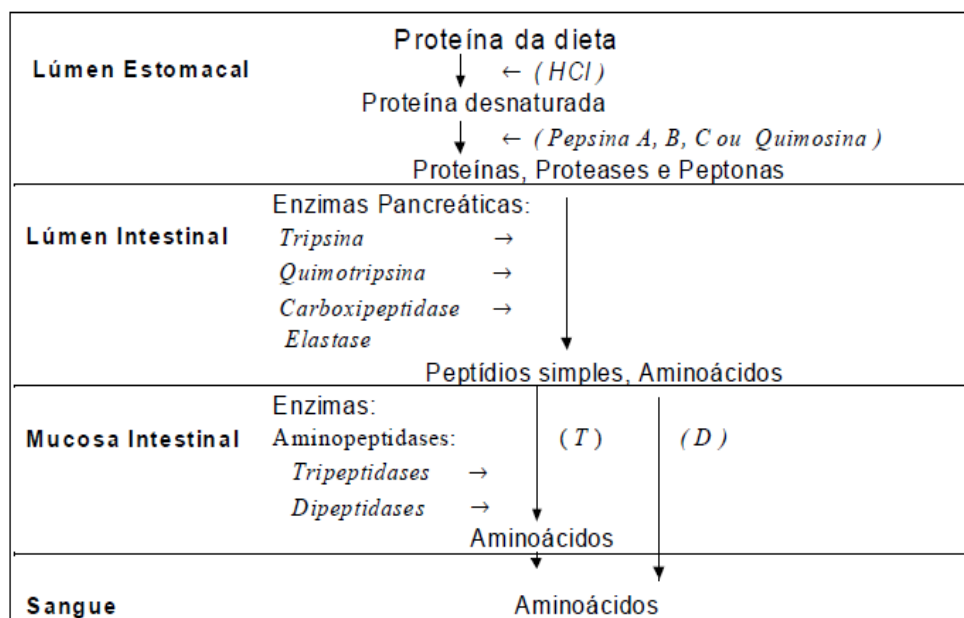 Proteína da dieta
Lúmen Estomacal
← (HCl)
Proteína desnaturada
← (Pepsina A, B, C ou Quimosina)
Proteínas, Proteases e Peptonas
Enzimas Pancreáticas:
Lúmen Intestinal
Tripsina →
Quimotripsina →
Carboxipeptidase →
Elastase
Peptídios simples, Aminoácidos
Enzimas:
Mucosa Intestinal
Aminopeptidases:
(T) (D)
Tripeptidases →
Dipeptidases →
Aminoácidos
Sangue
Aminoácidos